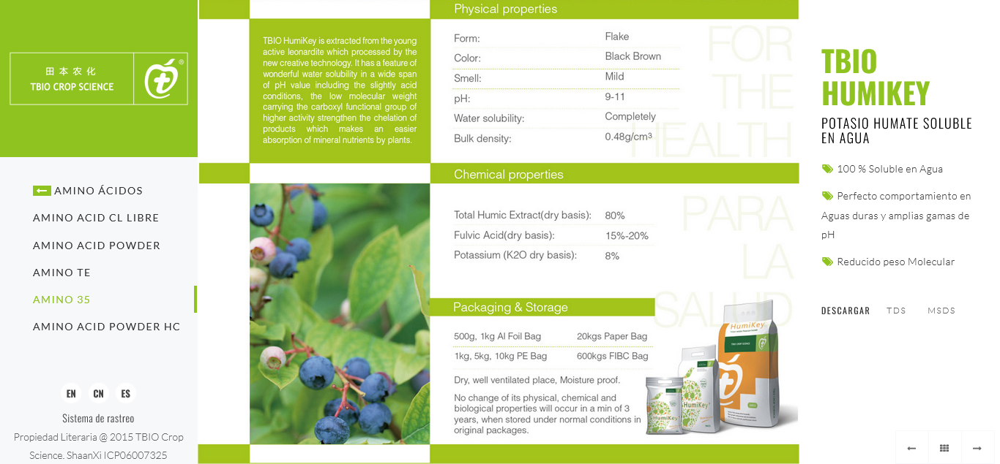 田本农化
TBIO CROP SCIENCE
®
← AMINO ÁCIDOS
AMINO ACID CL LIBRE
AMINO ACID POWDER
AMINO TE
AMINO 35
AMINO ACID POWDER HC
EN CN ES
Sistema de rastreo
Propiedad Literaria @ 2015 TBIO Crop
Science. ShaanXi ICP06007325
TBIO HumiKey is extracted from the young
active leonardite which processed by the
new creative technology. It has a feature of
wonderful water solubility in a wide span
of pH value including the slightly acid
conditions, the low molecular weight
carrying the carboxyl functional group of
higher activity strengthen the chelation of
products which makes an easier
absorption of mineral nutrients by plants.
Physical properties
Form: Flake
Color: Black Brown
Smell: Mild
pH: 9-11
Water solubility: Completely
Bulk density: 0.48g/cm³
FOR
THE
HEALTH
Chemical properties
Total Humic Extract(dry basis): 80%
Fulvic Acid(dry basis): 15%-20%
Potassium (K2O dry basis): 8%
PARA
LA
SALUD
Packaging & Storage
500g, 1kg Al Foil Bag 20kgs Paper Bag
1kg, 5kg, 10kg PE Bag 600kgs FIBC Bag
Dry, well ventilated place, Moisture proof.
No change of its physical, chemical and
biological properties will occur in a min of 3
years, when stored under normal conditions in
original packages.
HumiKey
TBIO CROP SCIENCE
HumiKey
HumiKey
TBIO
HUMIKEY
POTASIO HUMATE SOLUBLE
EN AGUA
100 % Soluble en Agua
Perfecto comportamiento en
Aguas duras y amplias gamas de
pH
Reducido peso Molecular
DESCARGAR TDS MSDS